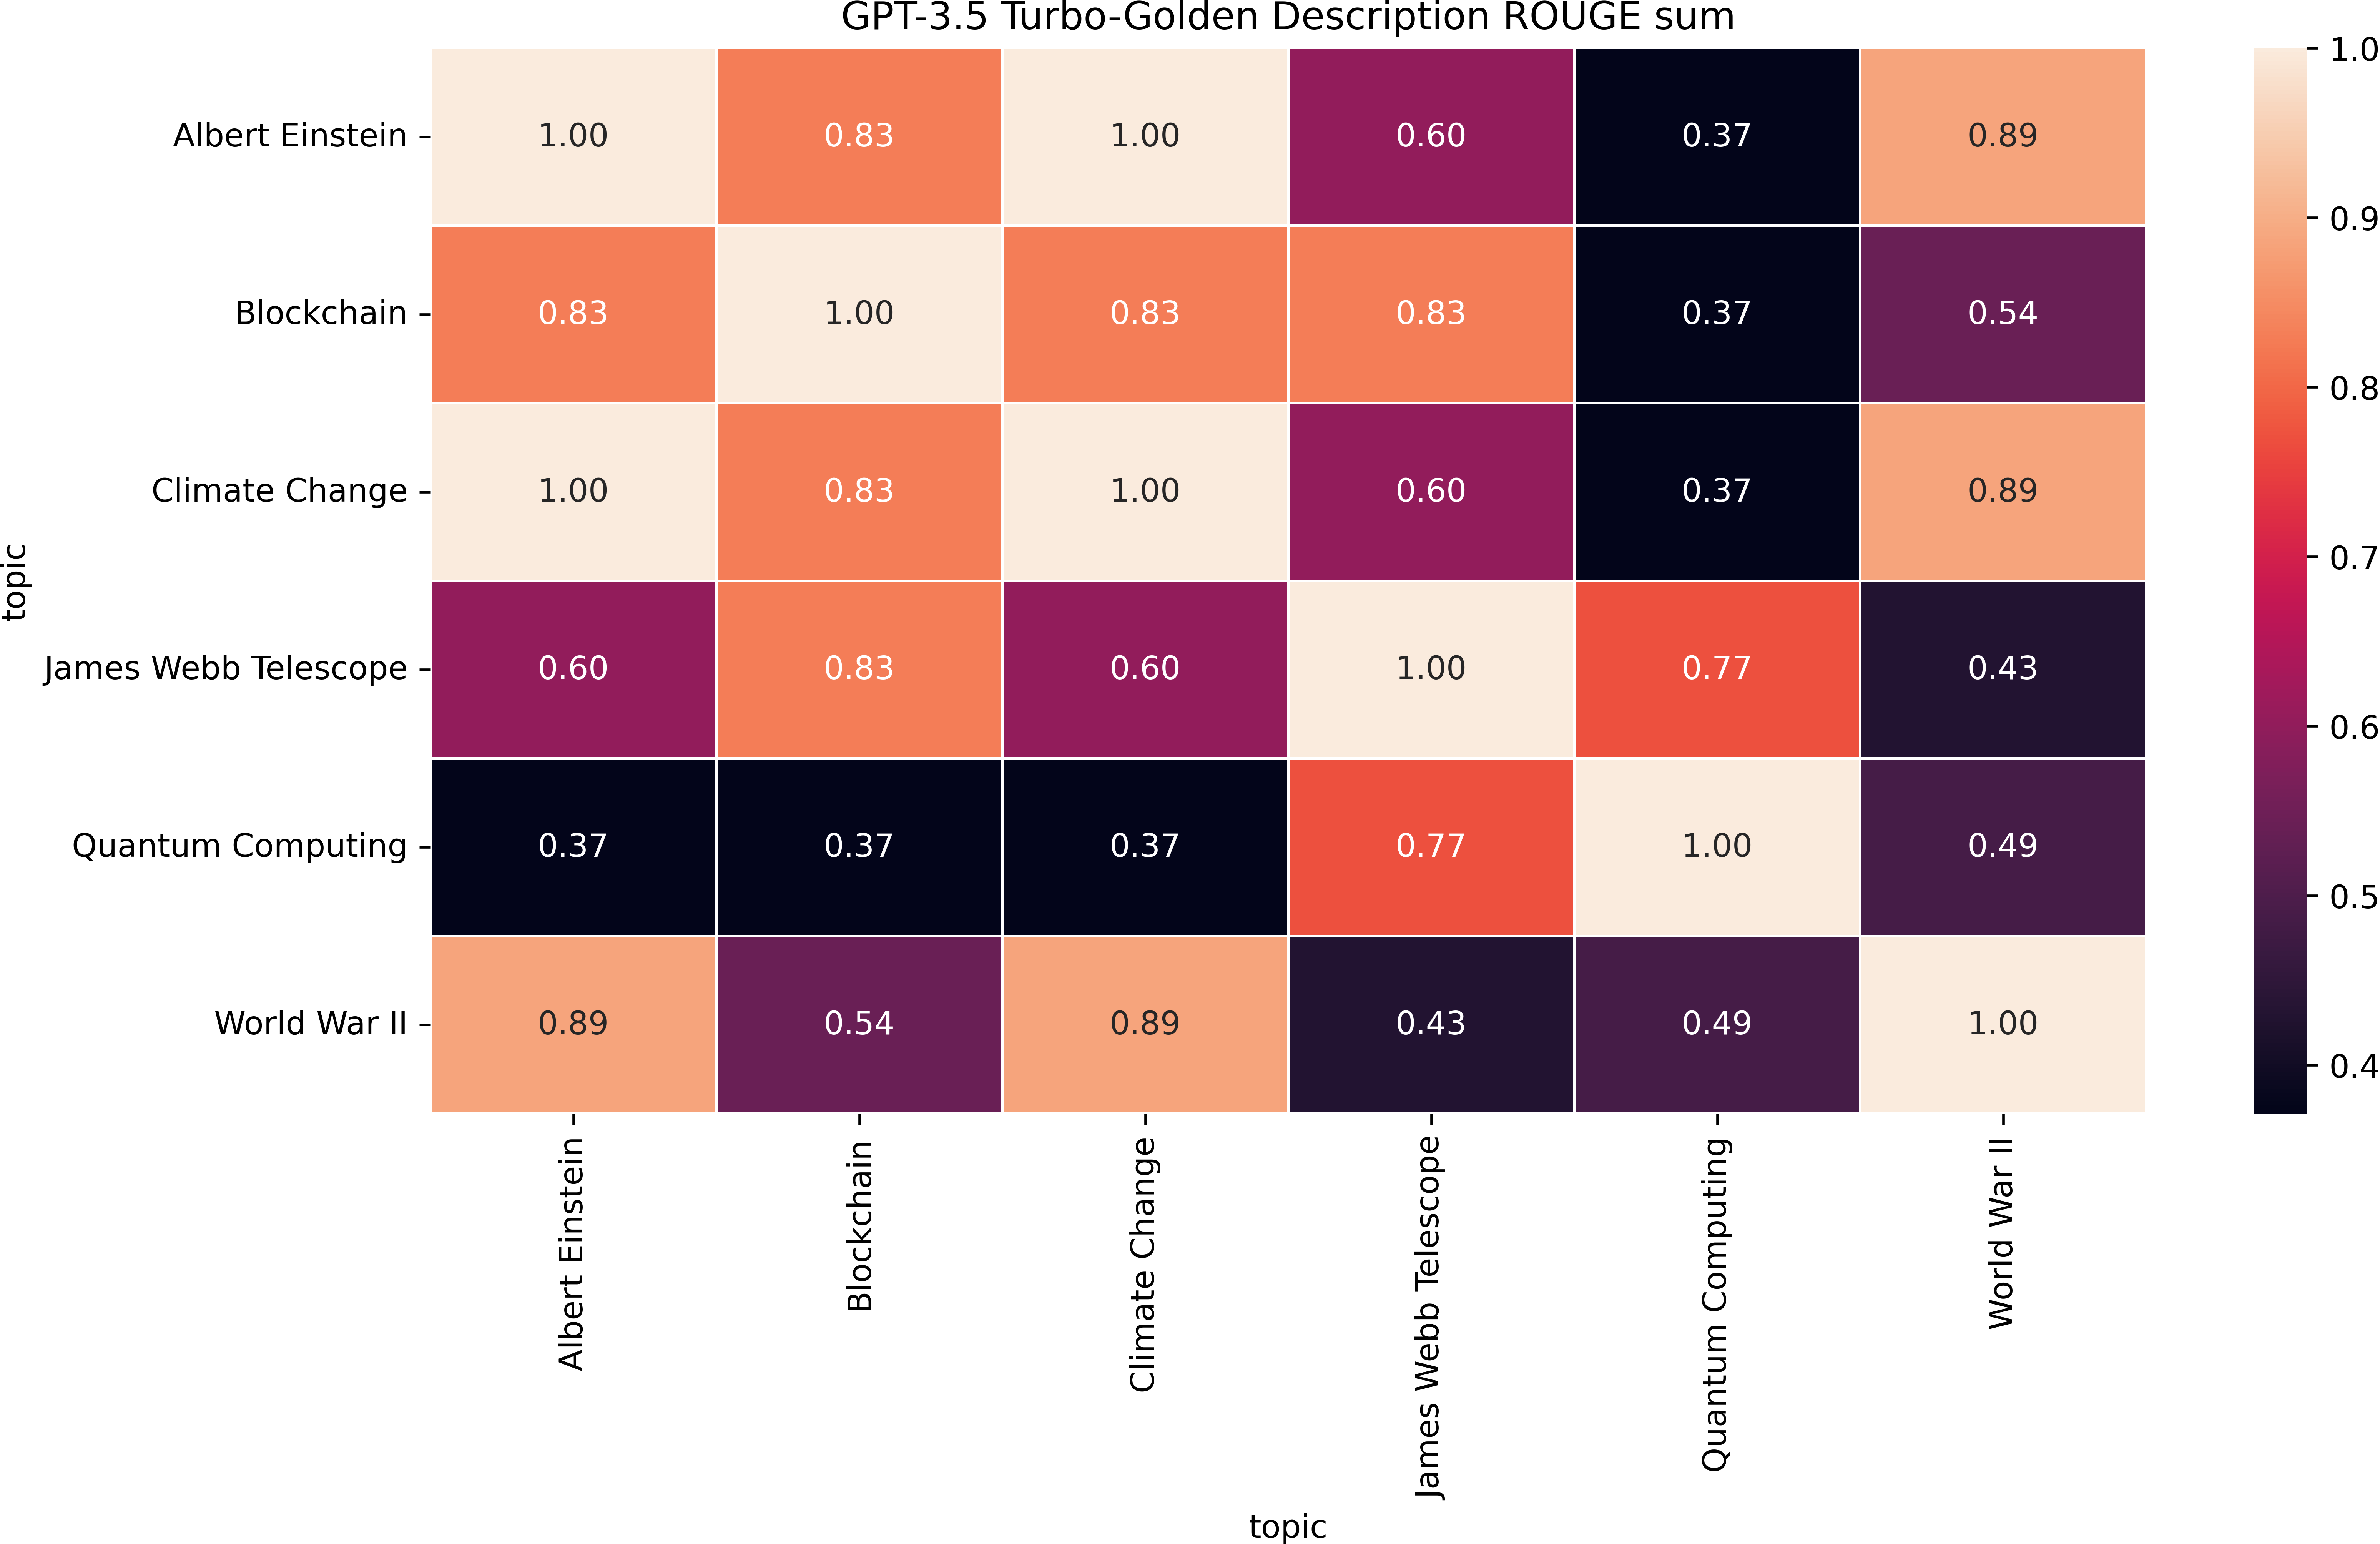 GPT-3.5 Turbo-Golden Description ROUGE sum
Albert Einstein 1.00 0.83 1.00 0.60 0.37 0.89
Blockchain 0.83 1.00 0.83 0.83 0.37 0.54
Climate Change 1.00 0.83 1.00 0.60 0.37 0.89
James Webb Telescope 0.60 0.83 0.60 1.00 0.77 0.43
Quantum Computing 0.37 0.37 0.37 0.77 1.00 0.49
World War II 0.89 0.54 0.89 0.43 0.49 1.00
topic
Albert Einstein
Blockchain
Climate Change
James Webb Telescope
Quantum Computing
World War II
topic
1.0
0.9
0.8
0.7
0.6
0.5
0.4